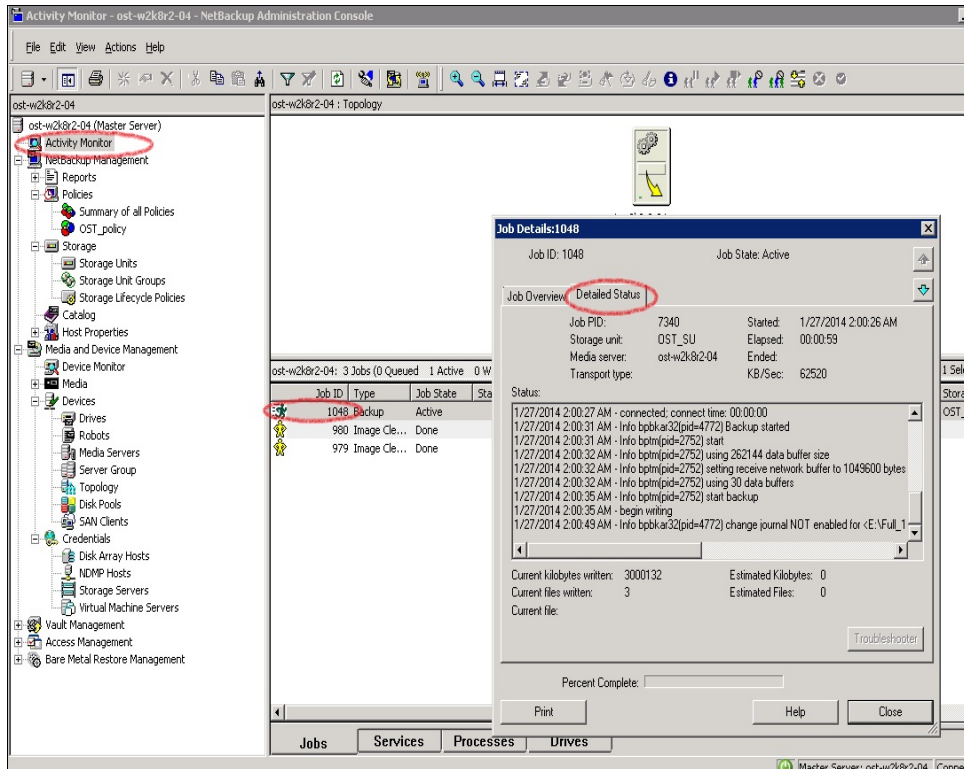 Activity Monitor - ost-w2k8r2-04 - NetBackup Administration Console
File Edit View Actions Help
ost-w2k8r2-04
ost-w2k8r2-04 (Master Server)
Activity Monitor
NetBackup Management
Reports
Policies
Summary of all Policies
OST_policy
Storage
Storage Units
Storage Unit Groups
Storage Lifecycle Policies
Catalog
Host Properties
Media and Device Management
Device Monitor
Media
Devices
Drives
Robots
Media Servers
Server Group
Topology
Disk Pools
SAN Clients
Credentials
Disk Array Hosts
NDMP Hosts
Storage Servers
Virtual Machine Servers
Vault Management
Access Management
Bare Metal Restore Management
ost-w2k8r2-04 : Topology
ost-w2k8r2-04: 3 Jobs (0 Queued 1 Active 0 W
1 Sele
Job ID Type Job State Sta
Stora
1048 Backup Active
OST_
980 Image Cle... Done
979 Image Cle... Done
Jobs Services Processes Drives
Job Details:1048
Job ID: 1048 Job State: Active
Job Overview Detailed Status
Job PID: 7340 Started: 1/27/2014 2:00:26 AM
Storage unit: OST_SU Elapsed: 00:00:59
Media server: ost-w2k8r2-04 Ended:
Transport type: KB/Sec: 62520
Status:
1/27/2014 2:00:27 AM - connected; connect time: 00:00:00
1/27/2014 2:00:31 AM - Info bpbkar32(pid=4772) Backup started
1/27/2014 2:00:31 AM - Info bptm(pid=2752) start
1/27/2014 2:00:32 AM - Info bptm(pid=2752) using 262144 data buffer size
1/27/2014 2:00:32 AM - Info bptm(pid=2752) setting receive network buffer to 1049600 bytes
1/27/2014 2:00:32 AM - Info bptm(pid=2752) using 30 data buffers
1/27/2014 2:00:35 AM - Info bptm(pid=2752) start backup
1/27/2014 2:00:35 AM - begin writing
1/27/2014 2:00:49 AM - Info bpbkar32(pid=4772) change journal NOT enabled for <E:\Full_1
Current kilobytes written: 3000132 Estimated Kilobytes: 0
Current files written: 3 Estimated Files: 0
Current file:
Troubleshooter
Percent Complete:
Print Help Close
Master Server: ost-w2k8r2-04 Conne